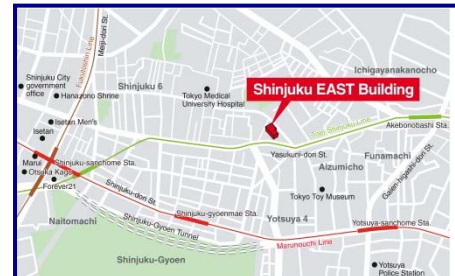 Fukutoshin Line
Meiji-dori St.
Ichigayanakanocho
Shinjuku City
government
office
Shinjuku 6
Hanazono Shrine
Tokyo Medical
University Hospital
Shinjuku EAST Building
Isetan Men's
Isetan
Toei Shinjuku Line
Akebonobashi Sta.
Yasukuni-dori St.
Marui
Shinjuku-sanchome Sta.
Otsuka Kagu
Forever21
Funamachi
Aizumicho
Gaien-higashi-dori St.
Shinjuku-dori St.
Tokyo Toy Museum
Naitomachi
Shinjuku-gyoenmae Sta.
Yotsuya 4
Yotsuya-sanchome Sta.
Shinjuku-Gyoen Tunnel
Marunouchi Line
Shinjuku-Gyoen
Yotsuya
Police Station